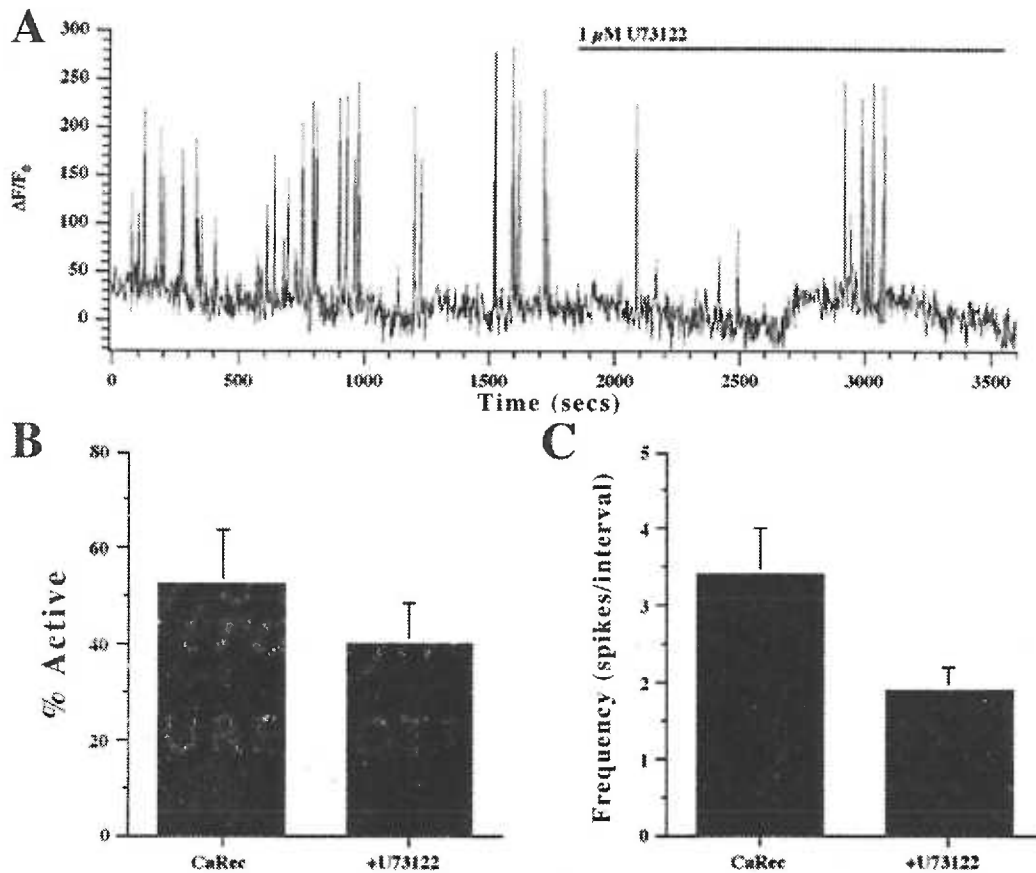 A
1 µM U73122
300
250
200
150
100
50
0
ΔF/F₀
0 500 1000 1500 2000 2500 3000 3500
Time (secs)
B
80
60
40
20
0
% Active
CaRec +U73122
C
5
4
3
2
1
0
Frequency (spikes/interval)
CaRec +U73122